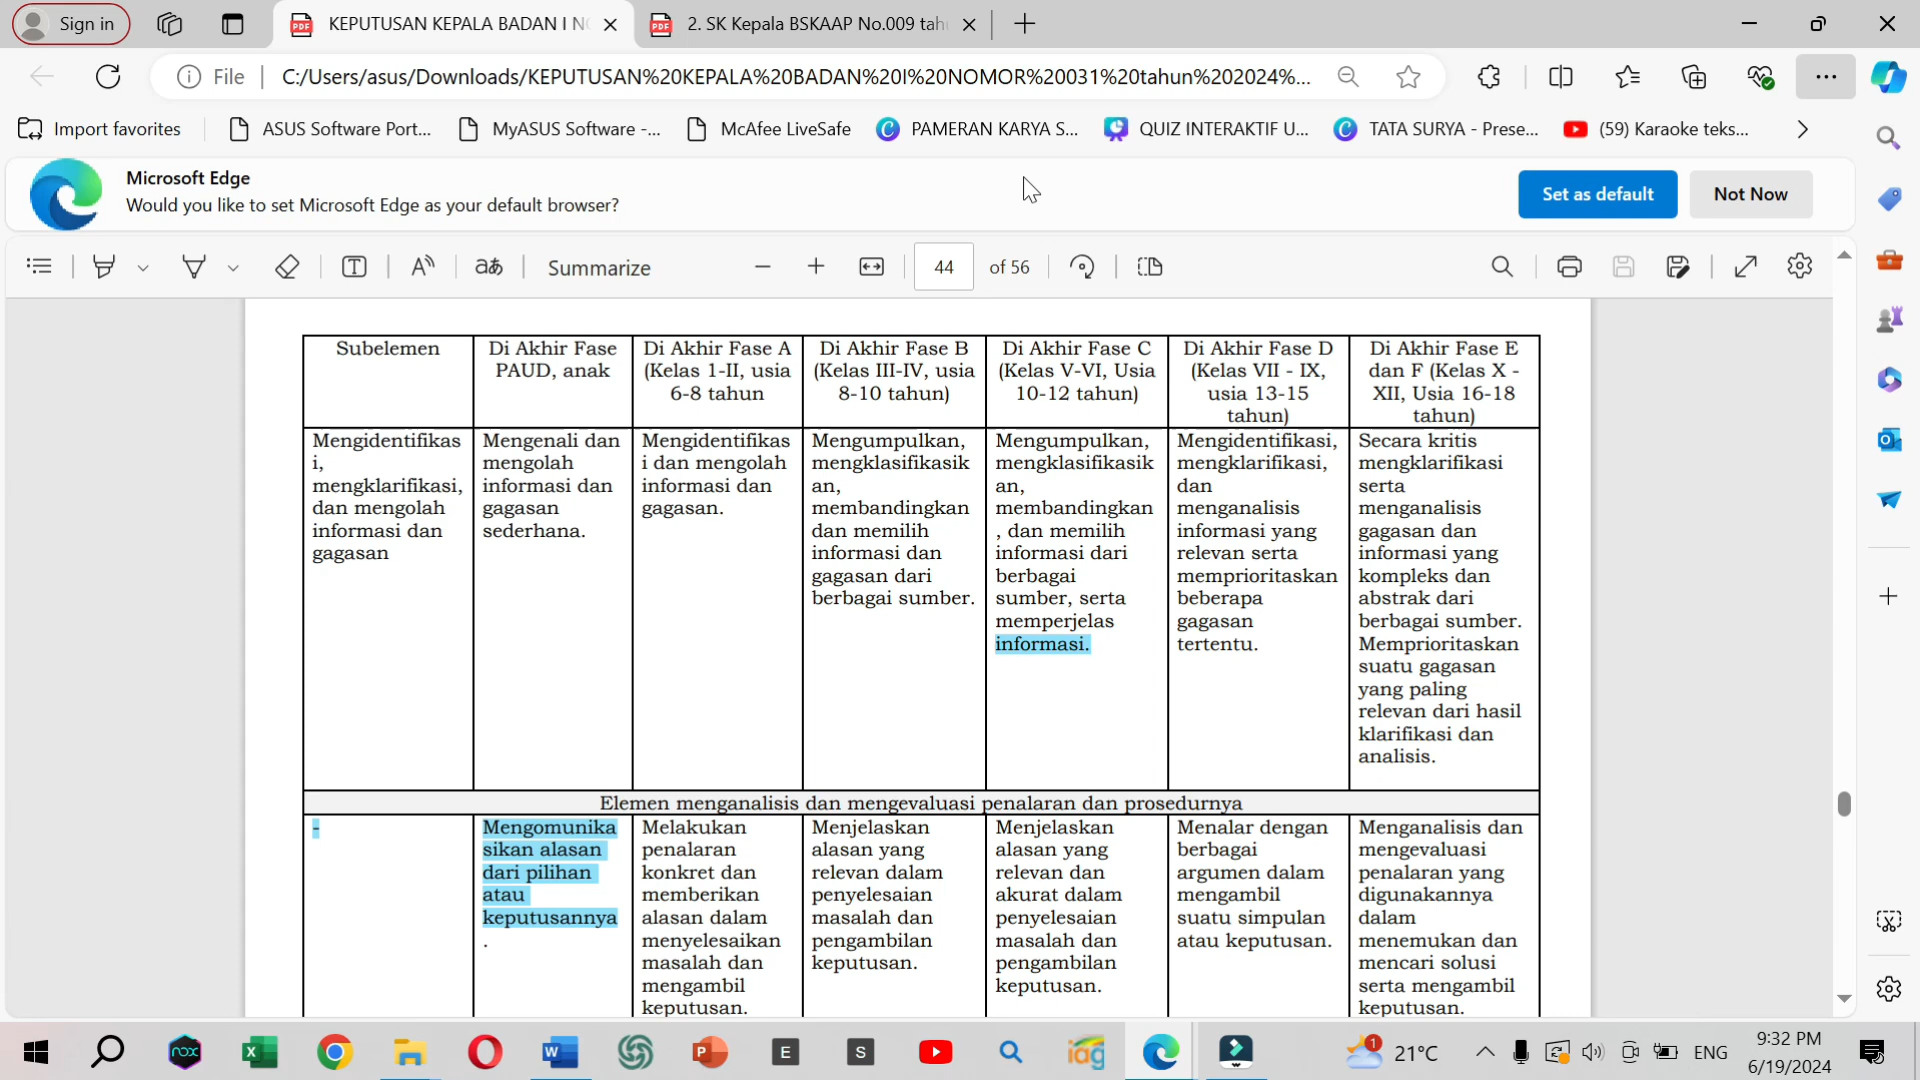 Sign in
KEPUTUSAN KEPALA BADAN I N
2. SK Kepala BSKAAP No.009 tah
File
C:/Users/asus/Downloads/KEPUTUSAN%20KEPALA%20BADAN%20I%20NOMOR%20031%20tahun%202024%...
Import favorites
ASUS Software Port...
MyASUS Software -...
McAfee LiveSafe
PAMERAN KARYA S...
QUIZ INTERAKTIF U...
TATA SURYA - Prese...
(59) Karaoke teks...
Microsoft Edge
Would you like to set Microsoft Edge as your default browser?
Set as default
Not Now
Summarize
44
of 56
Subelemen
Di Akhir Fase
PAUD, anak
Di Akhir Fase A
(Kelas 1-II, usia
6-8 tahun
Di Akhir Fase B
(Kelas III-IV, usia
8-10 tahun)
Di Akhir Fase C
(Kelas V-VI, Usia
10-12 tahun)
Di Akhir Fase D
(Kelas VII - IX,
usia 13-15
tahun)
Di Akhir Fase E
dan F (Kelas X -
XII, Usia 16-18
tahun)
Mengidentifikas
i,
mengklarifikasi,
dan mengolah
informasi dan
gagasan
Mengenali dan
mengolah
informasi dan
gagasan
sederhana.
Mengidentifikas
i dan mengolah
informasi dan
gagasan.
Mengumpulkan,
mengklasifikasik
an,
membandingkan
dan memilih
informasi dan
gagasan dari
berbagai sumber.
Mengumpulkan,
mengklasifikasik
an,
membandingkan
, dan memilih
informasi dari
berbagai
sumber, serta
memperjelas
informasi.
Mengidentifikasi,
mengklarifikasi,
dan
menganalisis
informasi yang
relevan serta
memprioritaskan
beberapa
gagasan
tertentu.
Secara kritis
mengklarifikasi
serta
menganalisis
gagasan dan
informasi yang
kompleks dan
abstrak dari
berbagai sumber.
Memprioritaskan
suatu gagasan
yang paling
relevan dari hasil
klarifikasi dan
analisis.
Elemen menganalisis dan mengevaluasi penalaran dan prosedurnya
-
Mengomunika
sikan alasan
dari pilihan
atau
keputusannya
.
Melakukan
penalaran
konkret dan
memberikan
alasan dalam
menyelesaikan
masalah dan
mengambil
keputusan.
Menjelaskan
alasan yang
relevan dalam
penyelesaian
masalah dan
pengambilan
keputusan.
Menjelaskan
alasan yang
relevan dan
akurat dalam
penyelesaian
masalah dan
pengambilan
keputusan.
Menalar dengan
berbagai
argumen dalam
mengambil
suatu simpulan
atau keputusan.
Menganalisis dan
mengevaluasi
penalaran yang
digunakannya
dalam
menemukan dan
mencari solusi
serta mengambil
keputusan.
nox
E
S
iag
1
21°C
ENG
9:32 PM
6/19/2024